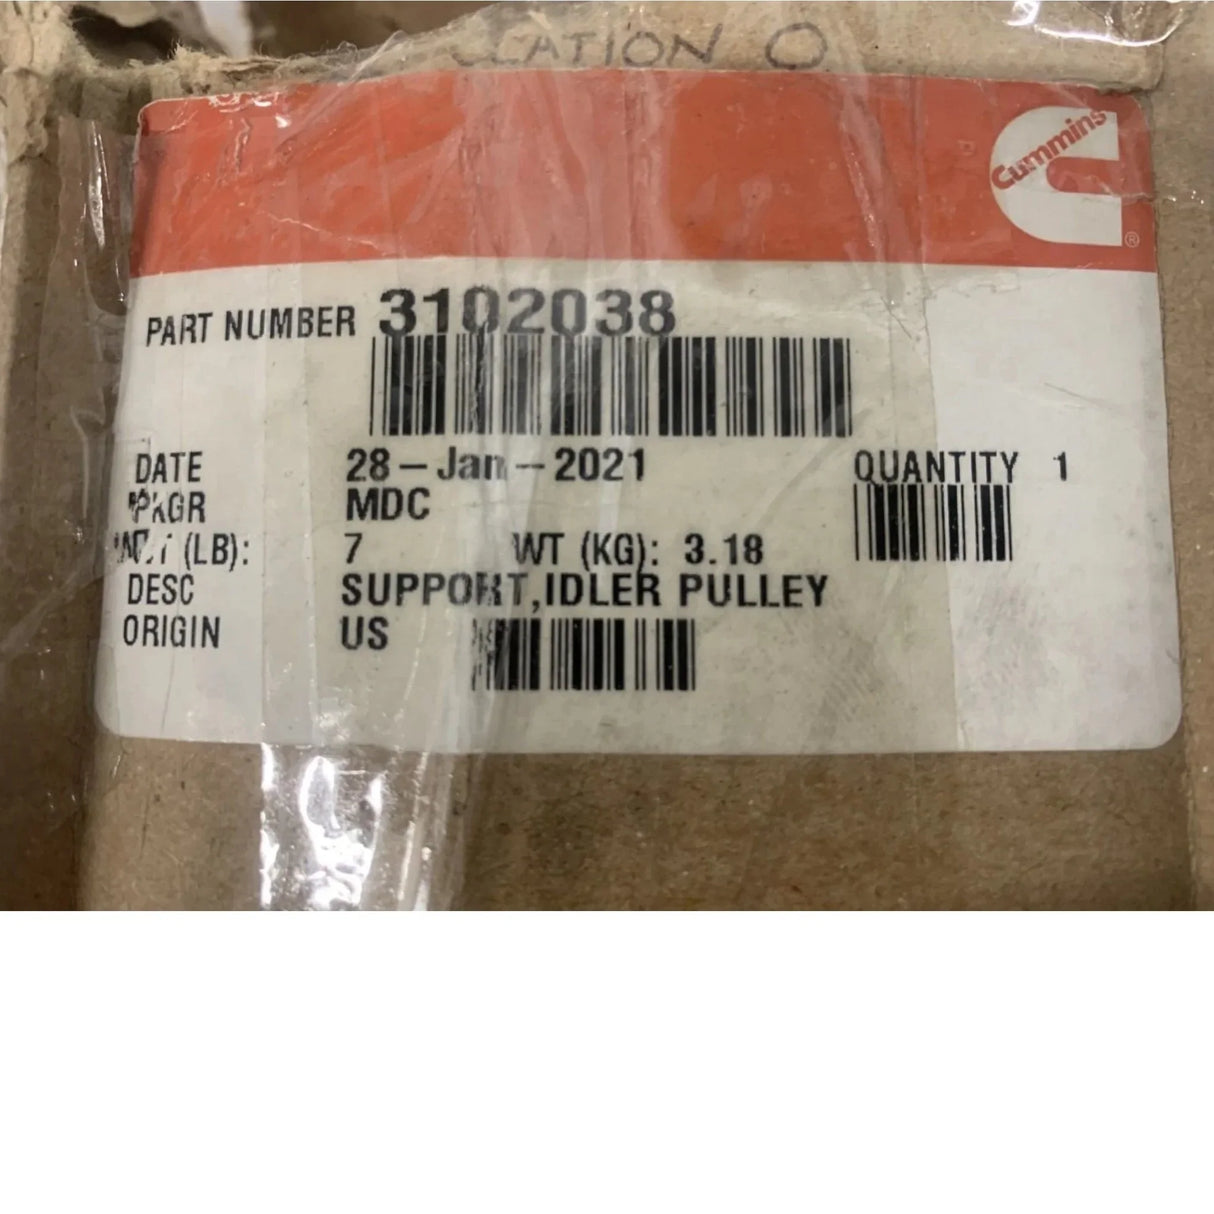 CATION O
Cummins
®
PART NUMBER 3102038
DATE 28-Jan-2021 QUANTITY 1
PKGR MDC
(LB): 7 WT (KG): 3.18
DESC SUPPORT,IDLER PULLEY
ORIGIN US